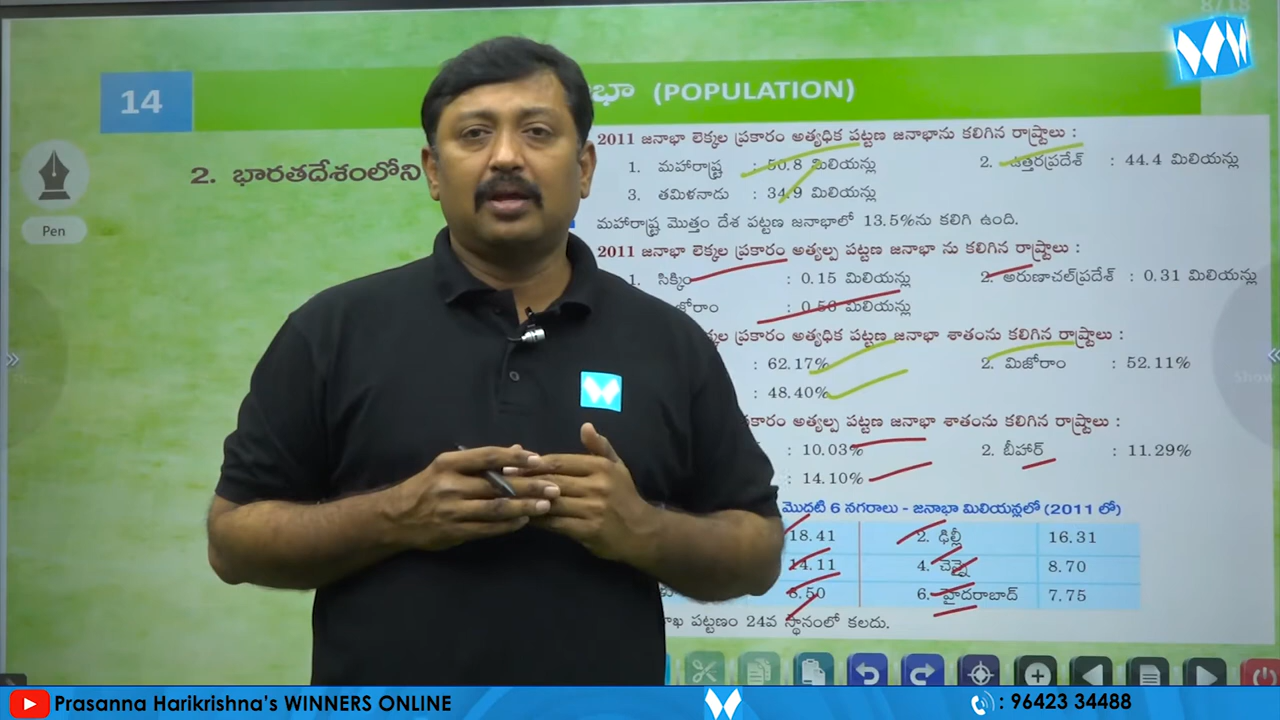 14
భా (POPULATION)
Pen
2. భారతదేశంలోని
2011 జనాభా లెక్కల ప్రకారం అత్యధిక పట్టణ జనాభాను కలిగిన రాష్ట్రాలు :
1. మహారాష్ట్ర : 50.8 మిలియన్లు 2. ఉత్తరప్రదేశ్ : 44.4 మిలియన్లు
3. తమిళనాడు : 34.9 మిలియన్లు
మహారాష్ట్ర మొత్తం దేశ పట్టణ జనాభాలో 13.5%ను కలిగి ఉంది.
2011 జనాభా లెక్కల ప్రకారం అత్యల్ప పట్టణ జనాభా ను కలిగిన రాష్ట్రాలు :
1. సిక్కిం : 0.15 మిలియన్లు 2. అరుణాచల్‌ప్రదేశ్ : 0.31 మిలియన్లు
జోరాం : 0.50 మిలియన్లు
ప్రకారం అత్యధిక పట్టణ జనాభా శాతంను కలిగిన రాష్ట్రాలు :
: 62.17% 2. మిజోరాం : 52.11%
: 48.40%
అత్యల్ప పట్టణ జనాభా శాతంను కలిగిన రాష్ట్రాలు :
: 10.03% 2. బీహార్ : 11.29%
: 14.10%
మొదటి 6 నగరాలు - జనాభా మిలియన్లలో (2011 లో)
18.41 2. ఢిల్లీ 16.31
14.11 4. చెన్నై 8.70
8.50 6. హైదరాబాద్ 7.75
పట్టణం 24వ స్థానంలో కలదు.
Prasanna Harikrishna's WINNERS ONLINE
: 96423 34488